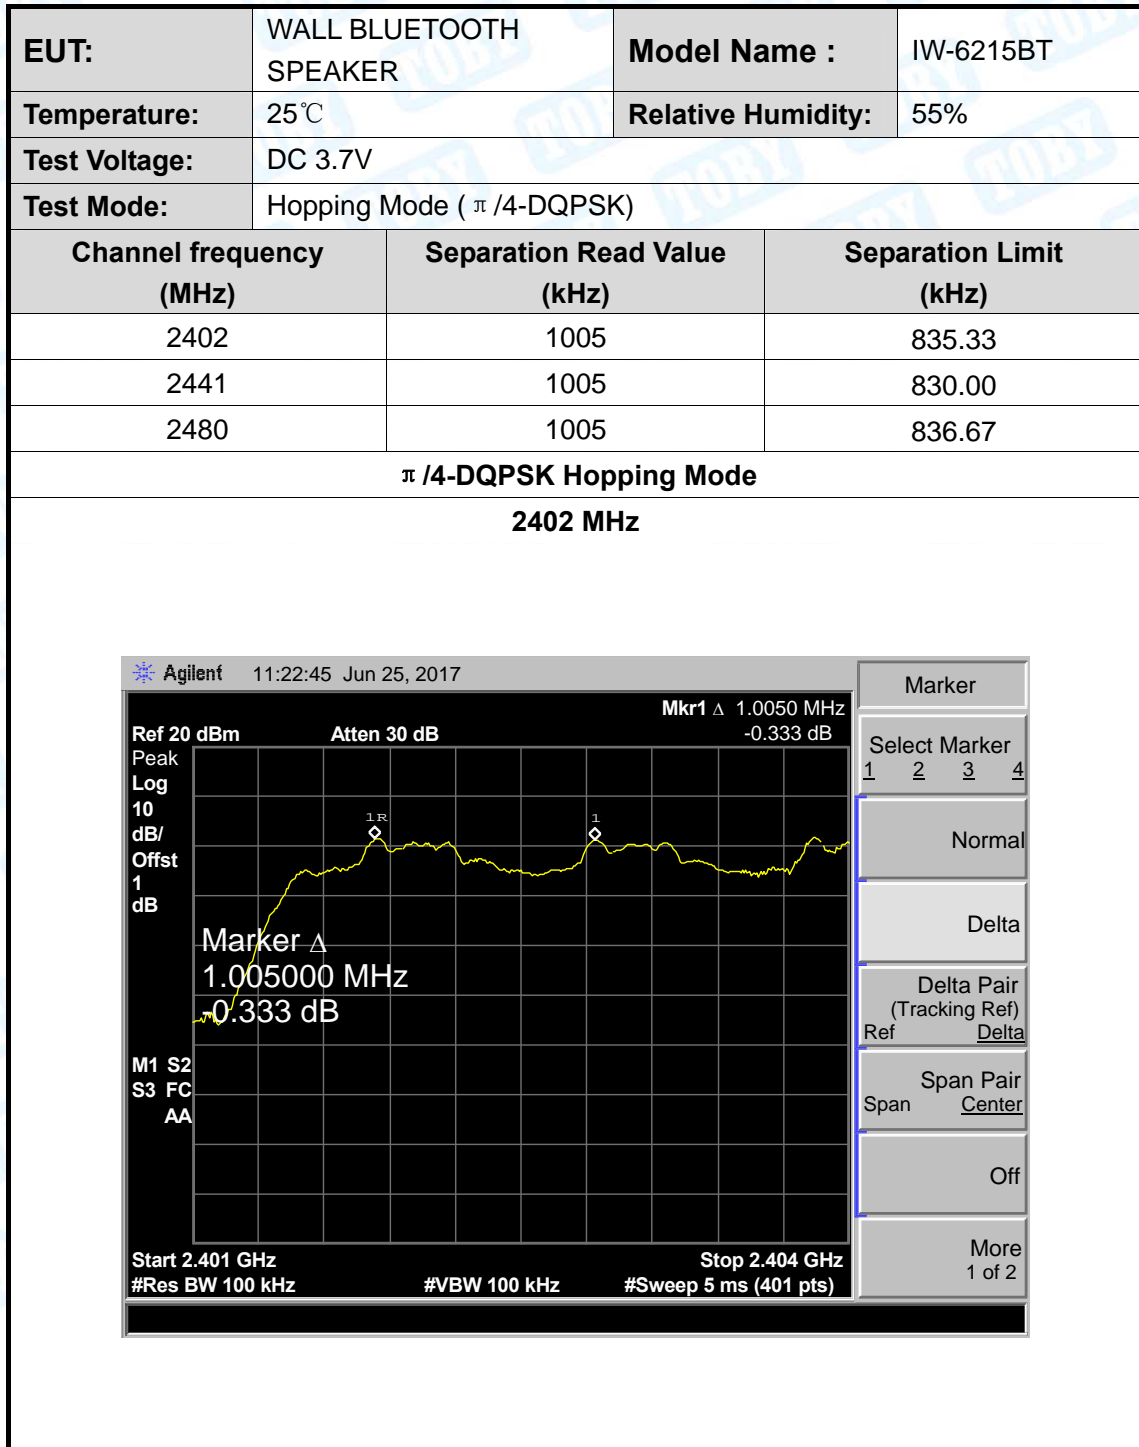 EUT: WALL BLUETOOTH SPEAKER Model Name : IW-6215BT
Temperature: 25℃ Relative Humidity: 55%
Test Voltage: DC 3.7V
Test Mode: Hopping Mode ( π /4-DQPSK)
Channel frequency (MHz) Separation Read Value (kHz) Separation Limit (kHz)
2402 1005 835.33
2441 1005 830.00
2480 1005 836.67
π /4-DQPSK Hopping Mode
2402 MHz
Agilent 11:22:45 Jun 25, 2017
Mkr1 Δ 1.0050 MHz
Ref 20 dBm Atten 30 dB -0.333 dB
Peak
Log
10
dB/
Offst
1
dB
1R
1
Marker Δ
1.005000 MHz
-0.333 dB
M1 S2
S3 FC
AA
Start 2.401 GHz Stop 2.404 GHz
#Res BW 100 kHz #VBW 100 kHz #Sweep 5 ms (401 pts)
Marker
Select Marker
1 2 3 4
Normal
Delta
Delta Pair
(Tracking Ref)
Ref Delta
Span Pair
Span Center
Off
More
1 of 2
TOBY